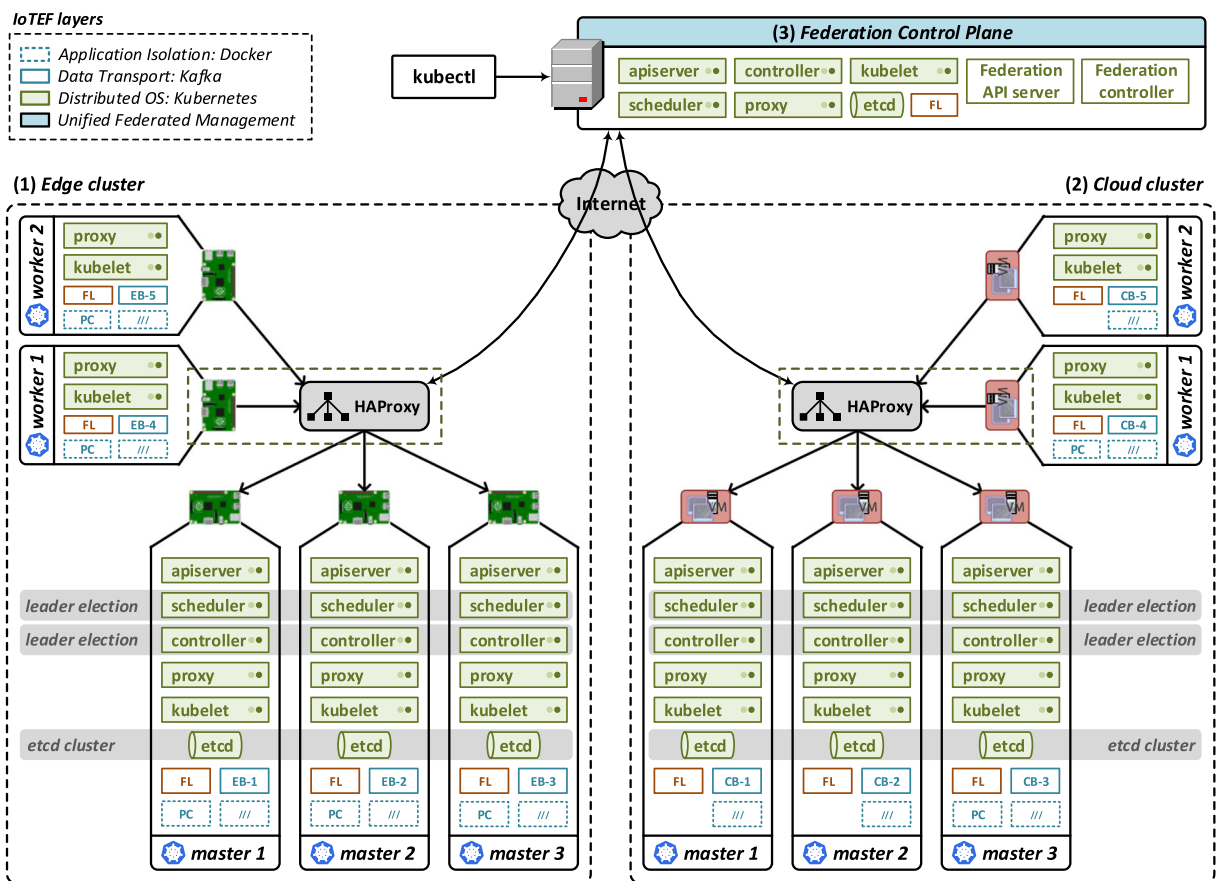 IoTEF layers
Application Isolation: Docker
Data Transport: Kafka
Distributed OS: Kubernetes
Unified Federated Management
kubectl
(3) Federation Control Plane
apiserver
controller
kubelet
Federation API server
Federation controller
scheduler
proxy
etcd
FL
Internet
(1) Edge cluster
worker 2
proxy
kubelet
FL
EB-5
PC
///
worker 1
proxy
kubelet
FL
EB-4
PC
///
HAProxy
apiserver
apiserver
apiserver
leader election
scheduler
scheduler
scheduler
leader election
controller
controller
controller
proxy
proxy
proxy
kubelet
kubelet
kubelet
etcd cluster
etcd
etcd
etcd
FL
EB-1
FL
EB-2
FL
EB-3
PC
///
PC
///
PC
///
master 1
master 2
master 3
(2) Cloud cluster
proxy
kubelet
FL
CB-5
///
worker 2
VM
proxy
kubelet
FL
CB-4
PC
///
worker 1
VM
HAProxy
VM
VM
VM
apiserver
apiserver
apiserver
scheduler
scheduler
scheduler
leader election
controller
controller
controller
leader election
proxy
proxy
proxy
kubelet
kubelet
kubelet
etcd
etcd
etcd
etcd cluster
FL
CB-1
FL
CB-2
FL
CB-3
///
///
PC
///
master 1
master 2
master 3